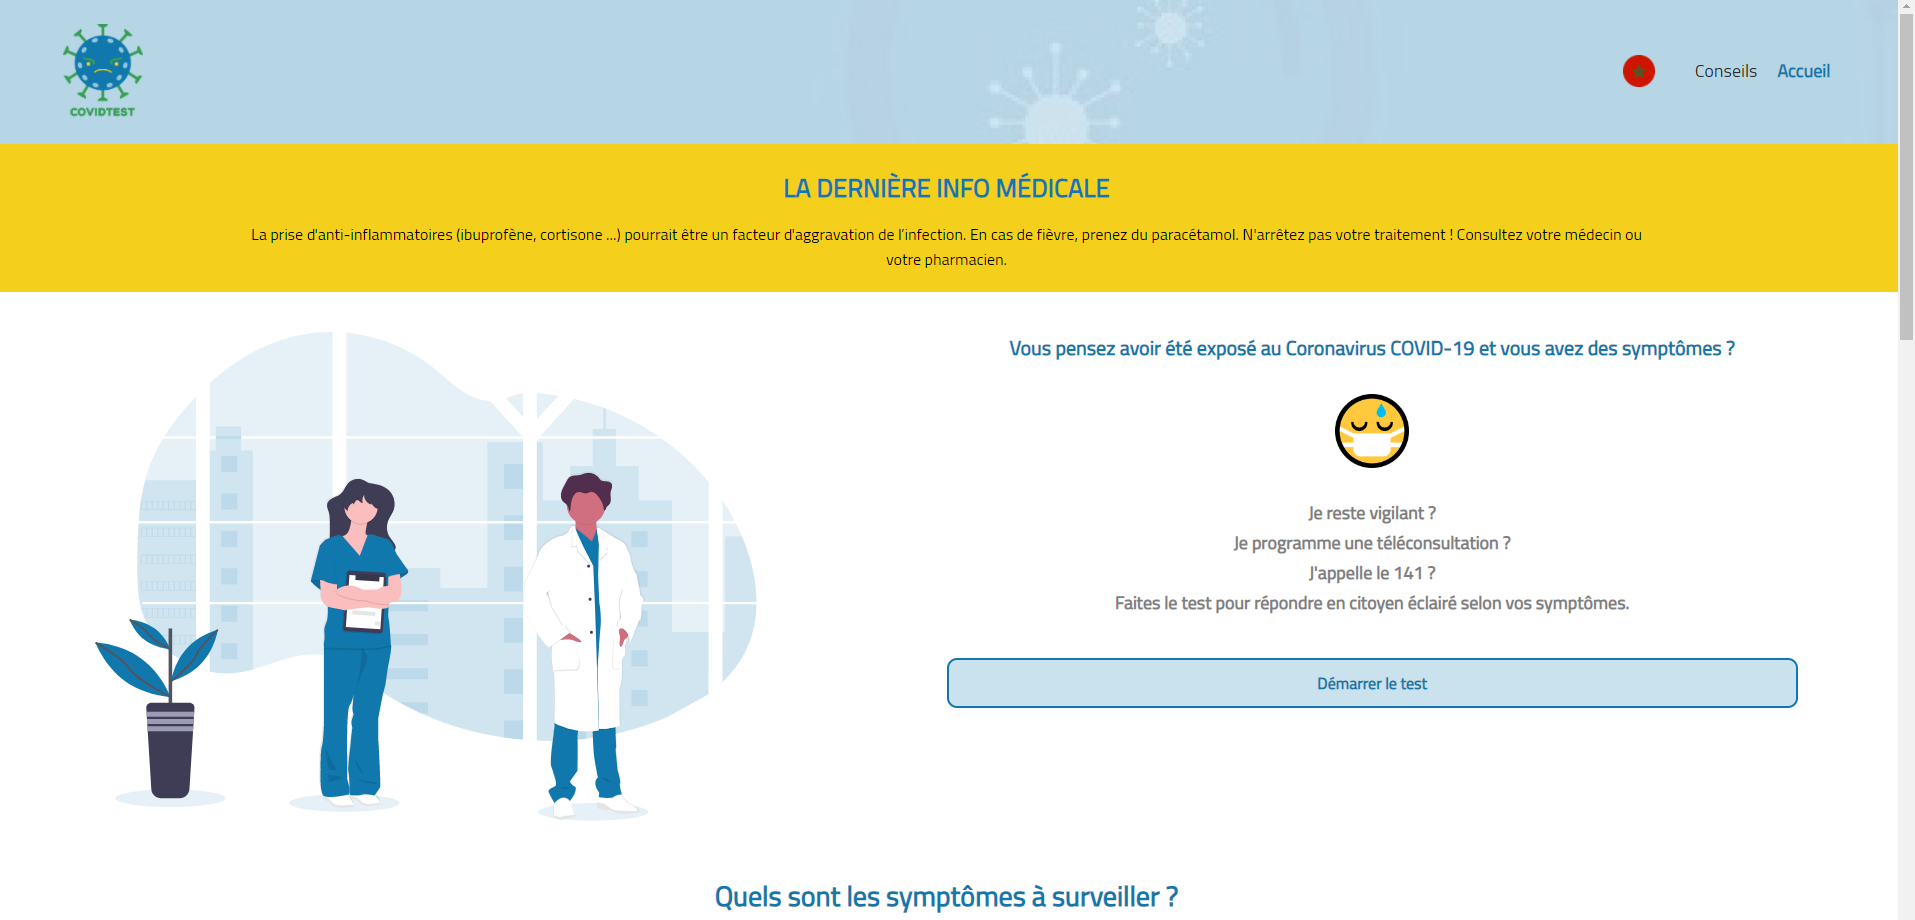 COVIDTEST
Conseils
Accueil
LA DERNIÈRE INFO MÉDICALE
La prise d'anti-inflammatoires (ibuprofène, cortisone ...) pourrait être un facteur d'aggravation de l'infection. En cas de fièvre, prenez du paracétamol. N'arrêtez pas votre traitement ! Consultez votre médecin ou
votre pharmacien.
Vous pensez avoir été exposé au Coronavirus COVID-19 et vous avez des symptômes ?
Je reste vigilant ?
Je programme une téléconsultation ?
J'appelle le 141 ?
Faites le test pour répondre en citoyen éclairé selon vos symptômes.
Démarrer le test
Quels sont les symptômes à surveiller ?